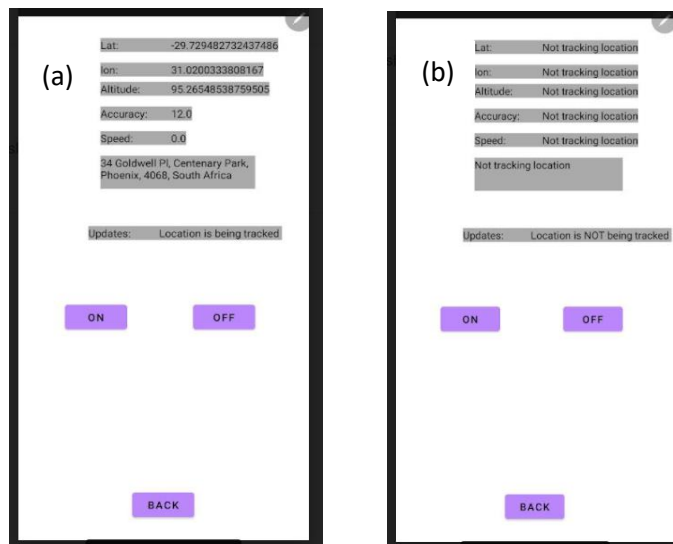 (a)
Lat: -29.729482732437486
lon: 31.0200333808167
Altitude: 95.26548538759505
Accuracy: 12.0
Speed: 0.0
34 Goldwell Pl, Centenary Park,
Phoenix, 4068, South Africa
Updates: Location is being tracked
ON OFF
BACK
(b)
Lat: Not tracking location
lon: Not tracking location
Altitude: Not tracking location
Accuracy: Not tracking location
Speed: Not tracking location
Not tracking location
Updates: Location is NOT being tracked
ON OFF
BACK